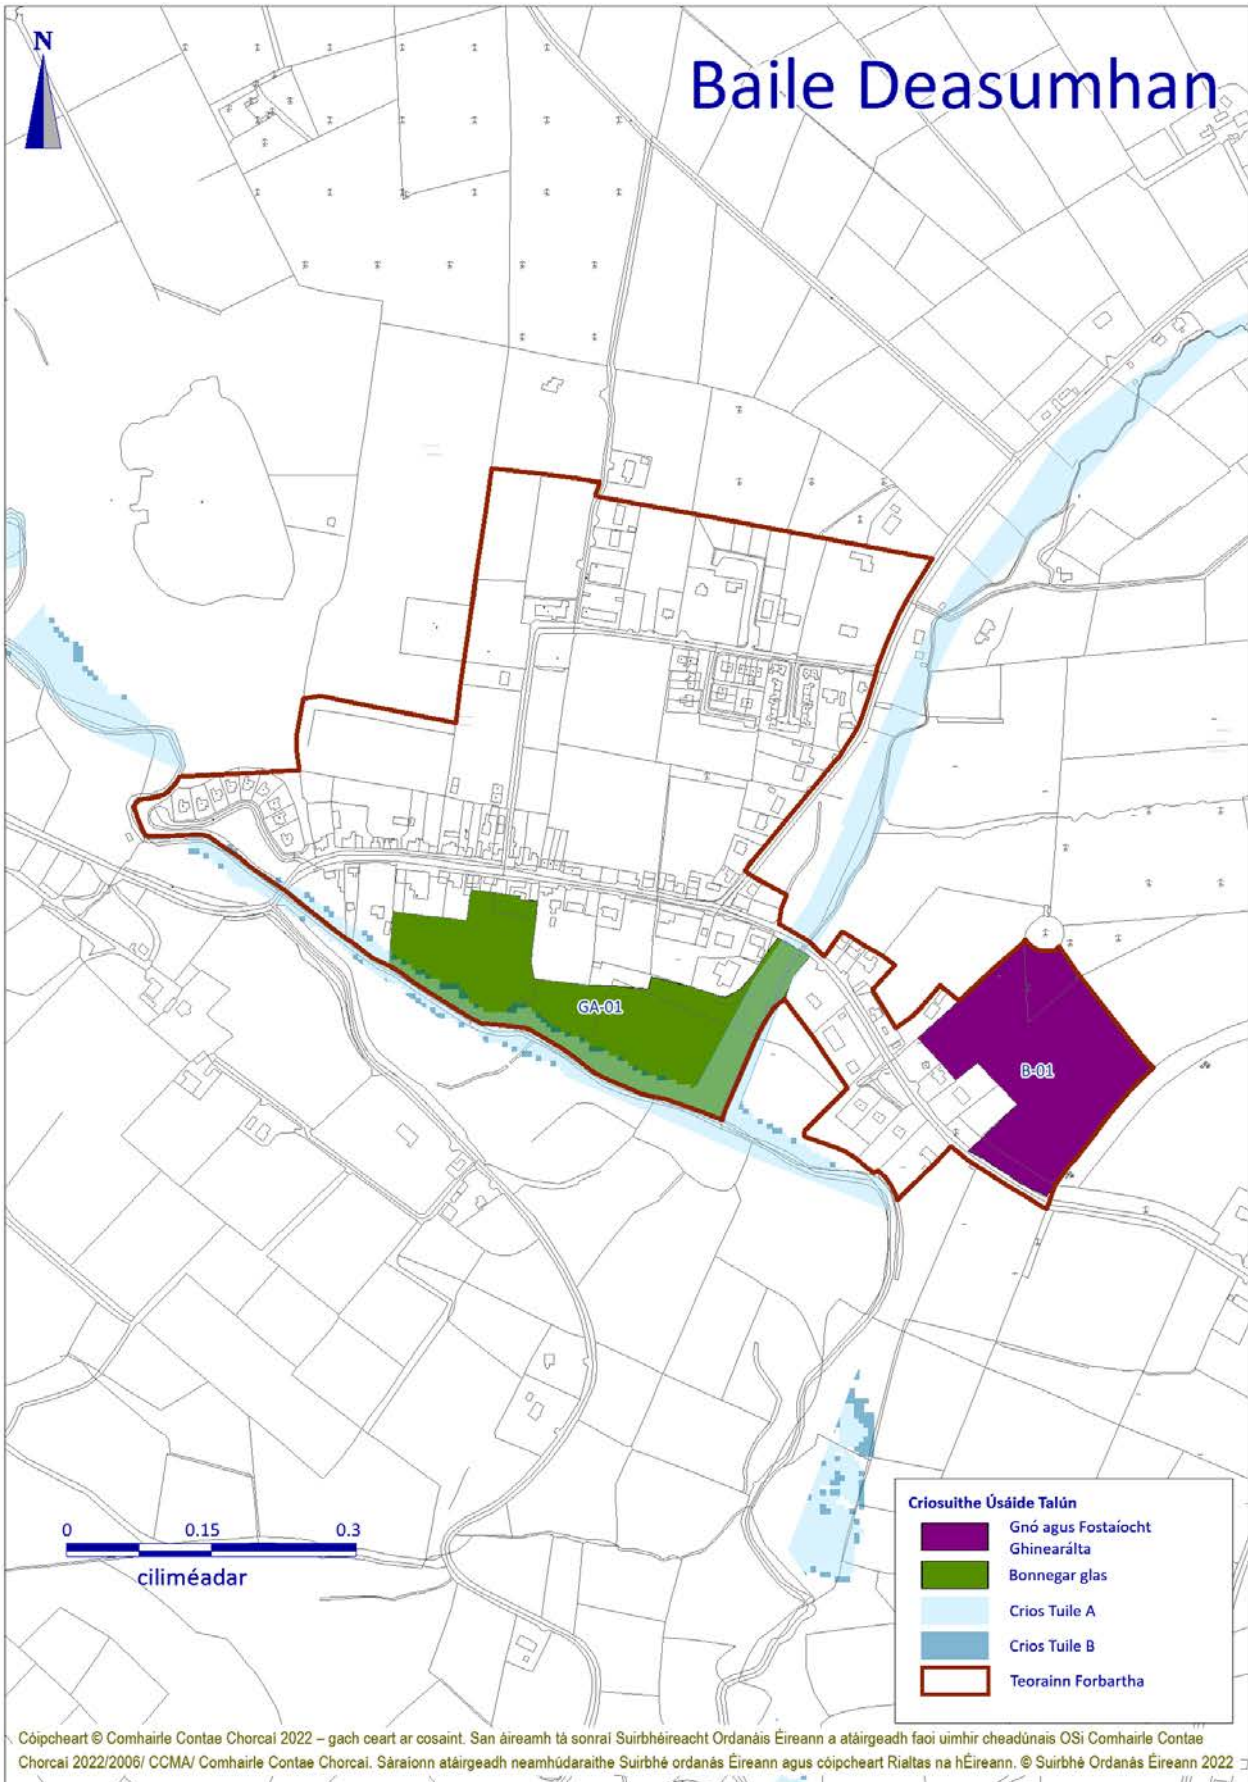 N
Baile Deasumhan
GA-01
B-01
0 0.15 0.3
ciliméadar
Criosuithe Úsáide Talún
Gnó agus Fostaíocht
Ghinearálta
Bonnegar glas
Crios Tuile A
Crios Tuile B
Teorainn Forbartha
Cóipcheart © Comhairle Contae Chorcaí 2022 – gach ceart ar cosaint. San áireamh tá sonraí Suirbhéireacht Ordanáis Éireann a atáirgeadh faoi uimhir cheadúnais OSi Comhairle Contae
Chorcaí 2022/2006/ CCMA/ Comhairle Contae Chorcaí. Sáraíonn atáirgeadh neamhúdaraithe Suirbhé ordanás Éireann agus cóipcheart Rialtas na hÉireann. © Suirbhé Ordanás Éireann 2022